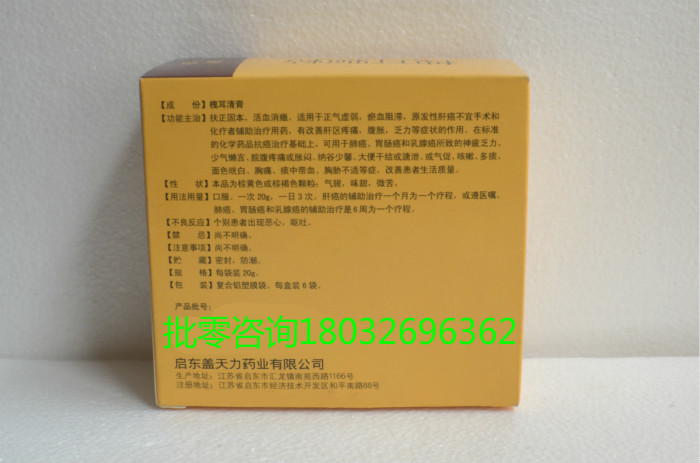 【成 份】槐耳清膏
【功能主治】扶正固本，活血消癥，适用于正气虚弱，瘀血阻滞，原发性肝癌不宜手术和
化疗者辅助治疗用药，有改善肝区疼痛，腹胀，乏力等症状的作用。在标准
的化学药品抗癌治疗基础上，可用于肺癌、胃肠癌和乳腺癌所致的神疲乏力、
少气懒言、脘腹疼痛或胀闷、纳谷少馨、大便干结或溏泄、或气促、咳嗽、多痰、
面色㿠白、胸痛、痰中带血、胸胁不适等症，改善患者生活质量。
【性 状】本品为棕黄色或棕褐色颗粒；气腥，味甜，微苦。
【用法用量】口服，一次20g，一日3次。肝癌的辅助治疗一个月为一个疗程，或遵医嘱。
肺癌、胃肠癌和乳腺癌的辅助治疗是6周为一个疗程。
【不良反应】个别患者出现恶心，呕吐。
【禁 忌】尚不明确。
【注意事项】尚不明确。
【贮 藏】密封，防潮。
【规 格】每袋装20g。
【包 装】复合铝塑膜袋，每盒装6袋。
产品批号：
批零咨询18032696362
启东盖天力药业有限公司
生产地址：江苏省启东市汇龙镇南苑西路1166号
注册地址：江苏省启东市经济技术开发区和平南路88号